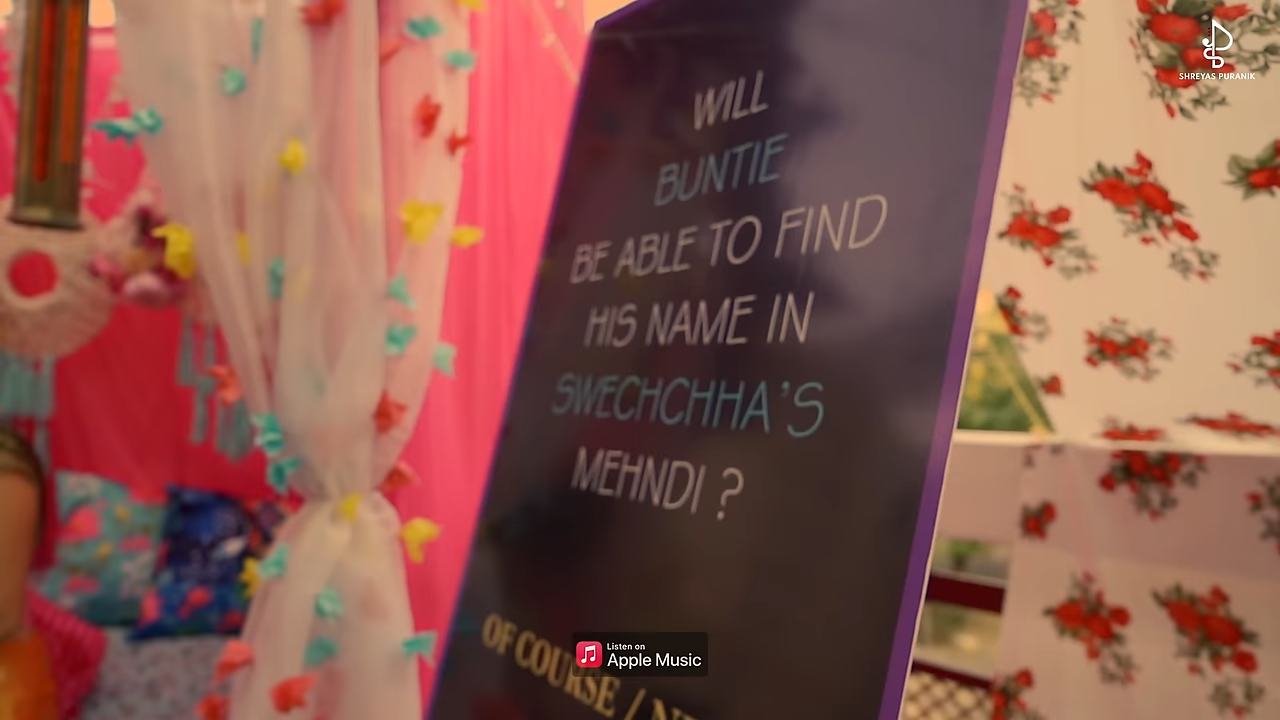 WILL
BUNTIE
BE ABLE TO FIND
HIS NAME IN
SWECHCHHA'S
MEHNDI ?
OF COURSE /
Listen on
Apple Music
SHREYAS PURANIK